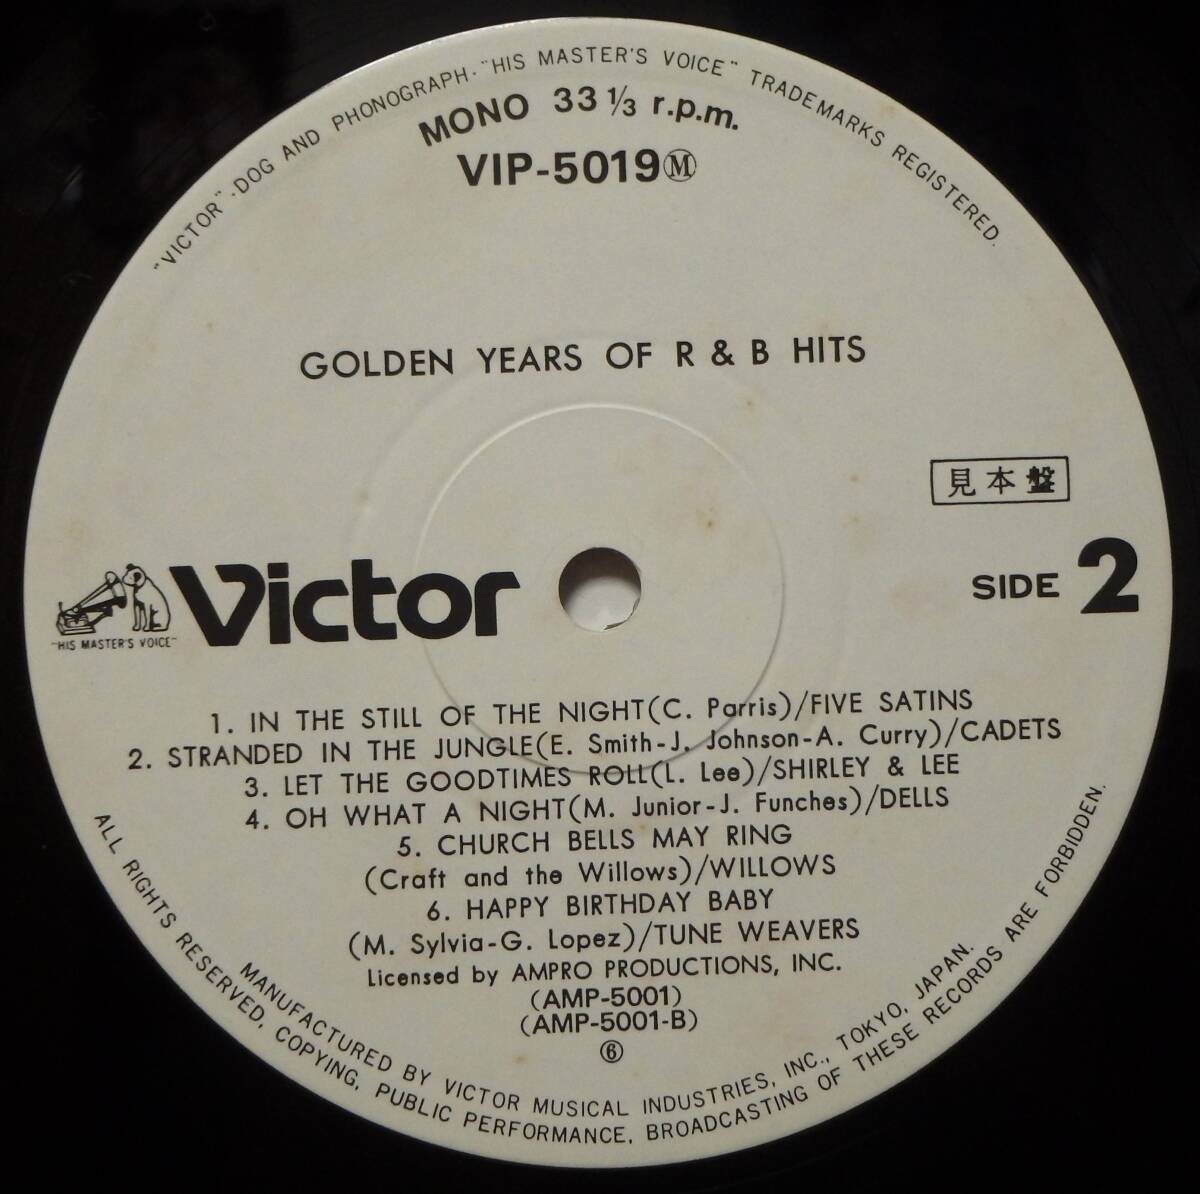 "VICTOR"·DOG AND PHONOGRAPH·"HIS MASTER'S VOICE" TRADEMARKS REGISTERED.
MONO 33 1/3 r.p.m.
VIP-5019Ⓜ
GOLDEN YEARS OF R & B HITS
見本盤
SIDE 2
Victor
"HIS MASTER'S VOICE"
1. IN THE STILL OF THE NIGHT(C. Parris)/FIVE SATINS
2. STRANDED IN THE JUNGLE(E. Smith-J. Johnson-A. Curry)/CADETS
3. LET THE GOODTIMES ROLL(L. Lee)/SHIRLEY & LEE
4. OH WHAT A NIGHT(M. Junior-J. Funches)/DELLS
5. CHURCH BELLS MAY RING
(Craft and the Willows)/WILLOWS
6. HAPPY BIRTHDAY BABY
(M. Sylvia-G. Lopez)/TUNE WEAVERS
Licensed by AMPRO PRODUCTIONS, INC.
(AMP-5001)
(AMP-5001-B)
⑥
MANUFACTURED BY VICTOR MUSICAL INDUSTRIES, INC., TOKYO, JAPAN.
ALL RIGHTS RESERVED, COPYING, PUBLIC PERFORMANCE, BROADCASTING OF THESE RECORDS ARE FORBIDDEN.